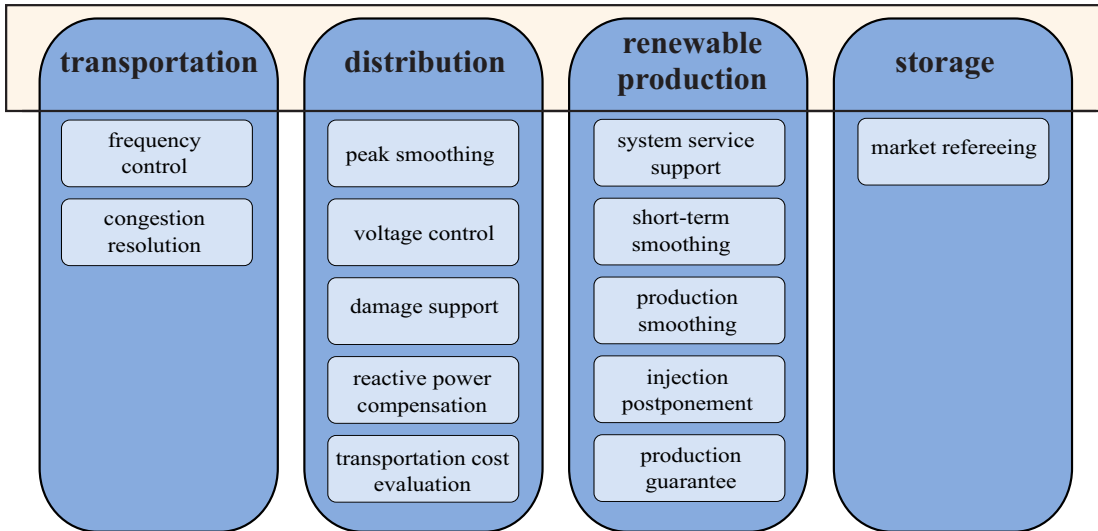 transportation
frequency
control
congestion
resolution
distribution
peak smoothing
voltage control
damage support
reactive power
compensation
transportation cost
evaluation
renewable
production
system service
support
short-term
smoothing
production
smoothing
injection
postponement
production
guarantee
storage
market refereeing